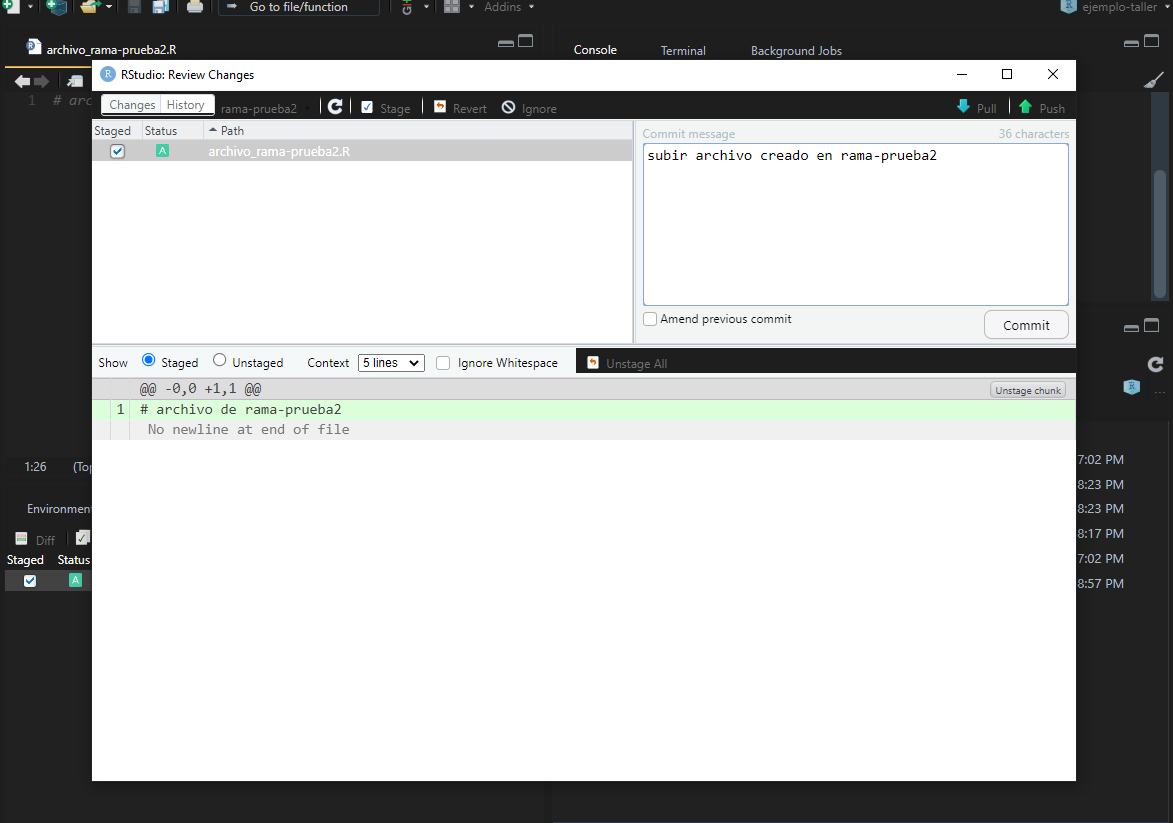 Go to file/function
Addins
ejemplo-taller
archivo_rama-prueba2.R
Console
Terminal
Background Jobs
1 # arc
RStudio: Review Changes
Changes
History
rama-prueba2
Stage
Revert
Ignore
Pull
Push
Staged
Status
Path
A
archivo_rama-prueba2.R
Commit message
36 characters
subir archivo creado en rama-prueba2
Amend previous commit
Commit
Show
Staged
Unstaged
Context
5 lines
Ignore Whitespace
Unstage All
@@ -0,0 +1,1 @@
Unstage chunk
1 # archivo de rama-prueba2
No newline at end of file
1:26
(Top
Environmen
Diff
Staged
Status
A
7:02 PM
8:23 PM
8:23 PM
8:17 PM
7:02 PM
8:57 PM